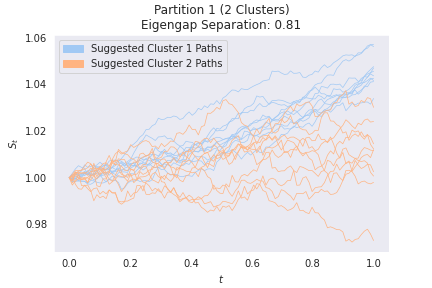 Partition 1 (2 Clusters)
Eigengap Separation: 0.81
Suggested Cluster 1 Paths
Suggested Cluster 2 Paths
1.06
1.04
1.02
1.00
0.98
S_t
0.0
0.2
0.4
0.6
0.8
1.0
t